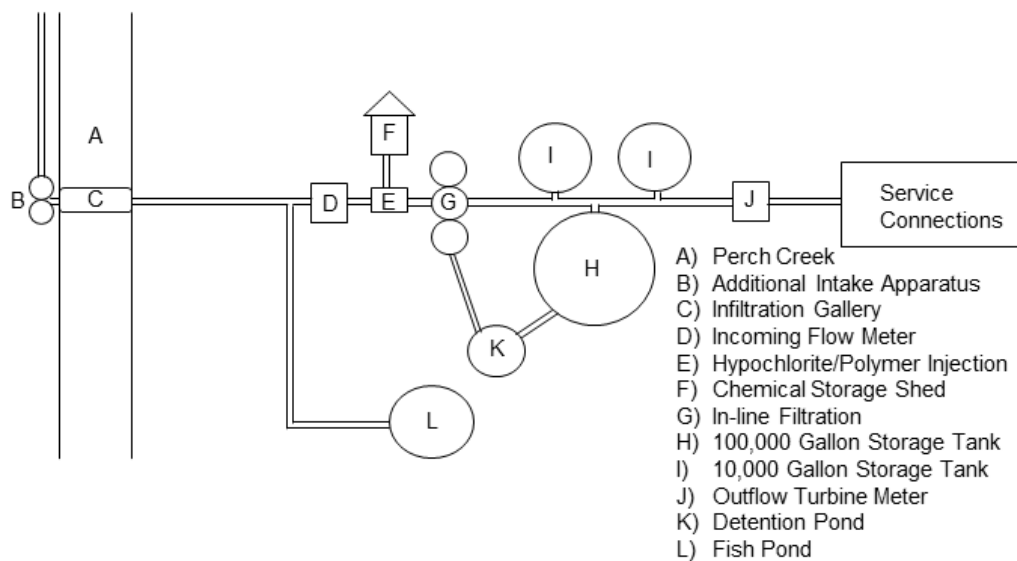 A
B
C
D
E
F
G
I
I
H
J
K
L
Service
Connections
A) Perch Creek
B) Additional Intake Apparatus
C) Infiltration Gallery
D) Incoming Flow Meter
E) Hypochlorite/Polymer Injection
F) Chemical Storage Shed
G) In-line Filtration
H) 100,000 Gallon Storage Tank
I) 10,000 Gallon Storage Tank
J) Outflow Turbine Meter
K) Detention Pond
L) Fish Pond